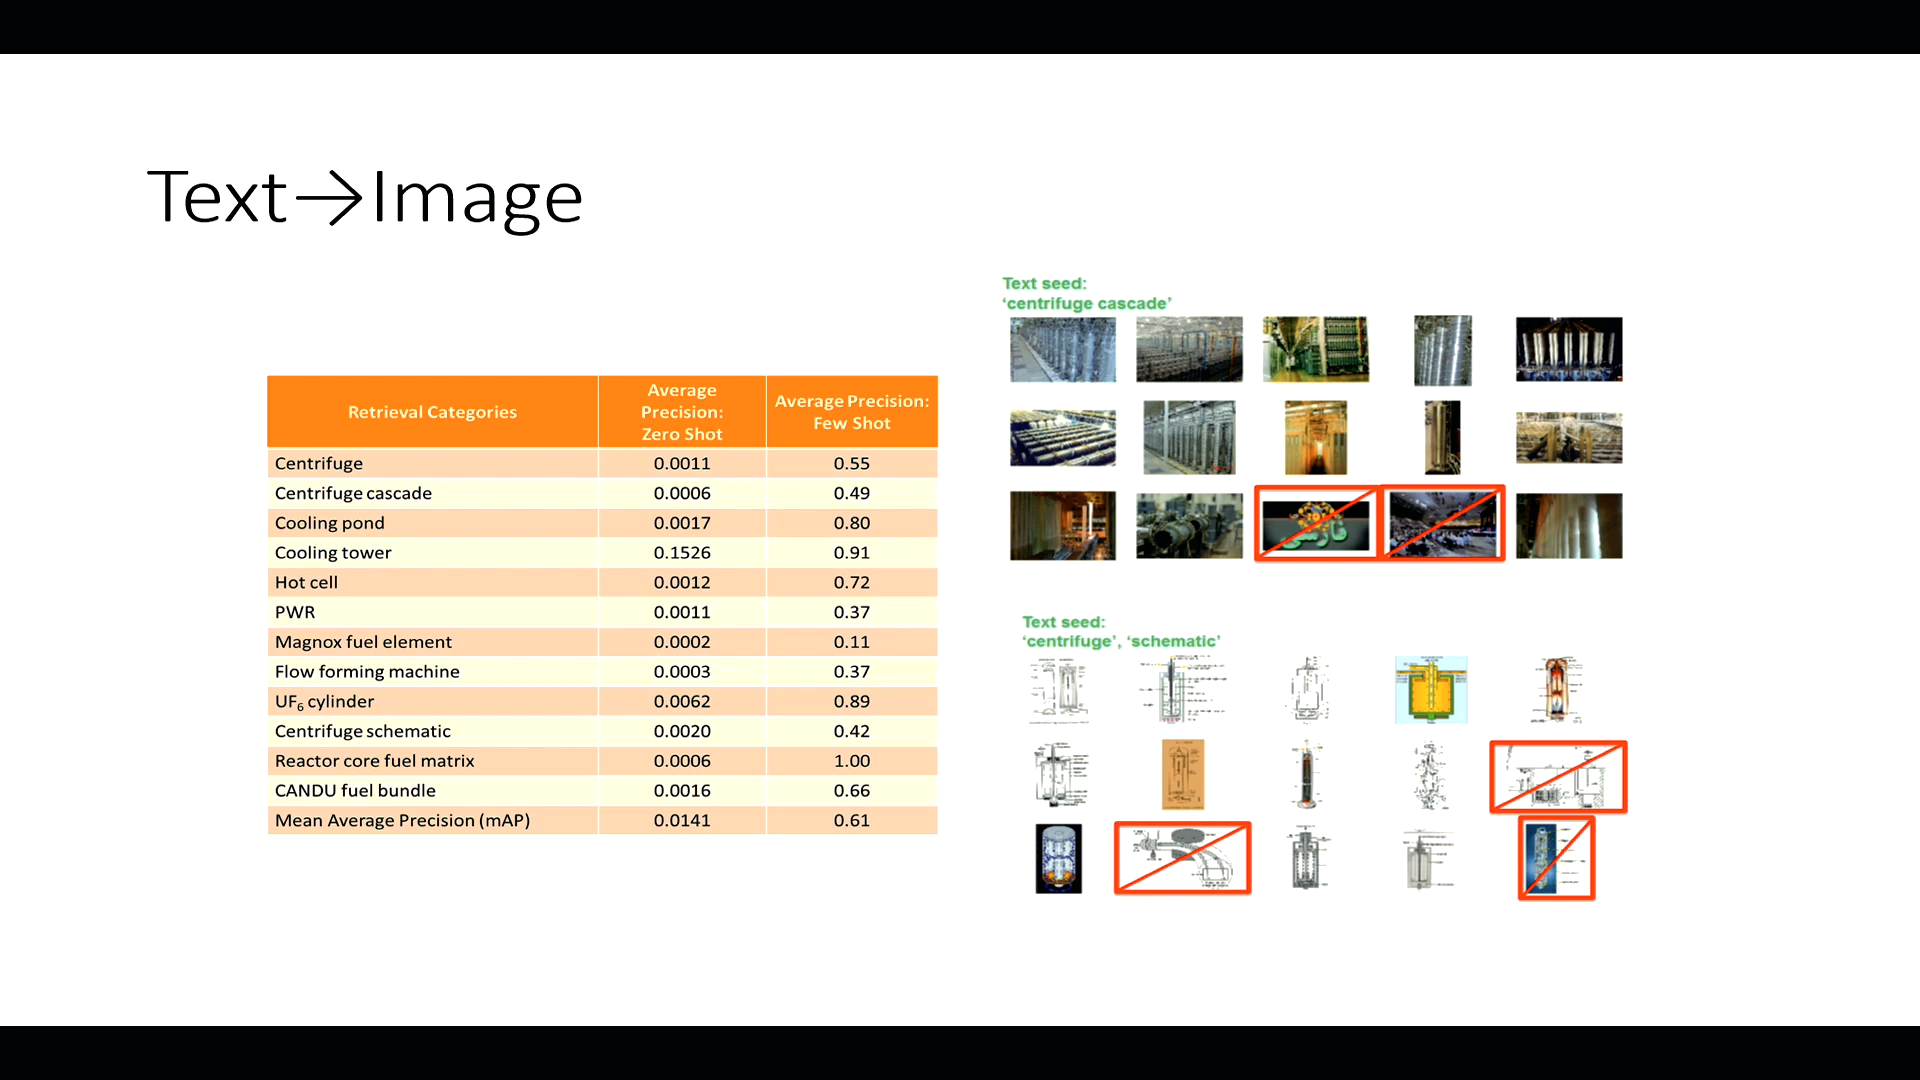 Text→Image
Retrieval Categories
Average
Precision:
Zero Shot
Average Precision:
Few Shot
Centrifuge 0.0011 0.55
Centrifuge cascade 0.0006 0.49
Cooling pond 0.0017 0.80
Cooling tower 0.1526 0.91
Hot cell 0.0012 0.72
PWR 0.0011 0.37
Magnox fuel element 0.0002 0.11
Flow forming machine 0.0003 0.37
UF₆ cylinder 0.0062 0.89
Centrifuge schematic 0.0020 0.42
Reactor core fuel matrix 0.0006 1.00
CANDU fuel bundle 0.0016 0.66
Mean Average Precision (mAP) 0.0141 0.61
Text seed:
‘centrifuge cascade’
فارسی
Text seed:
‘centrifuge’, ‘schematic’